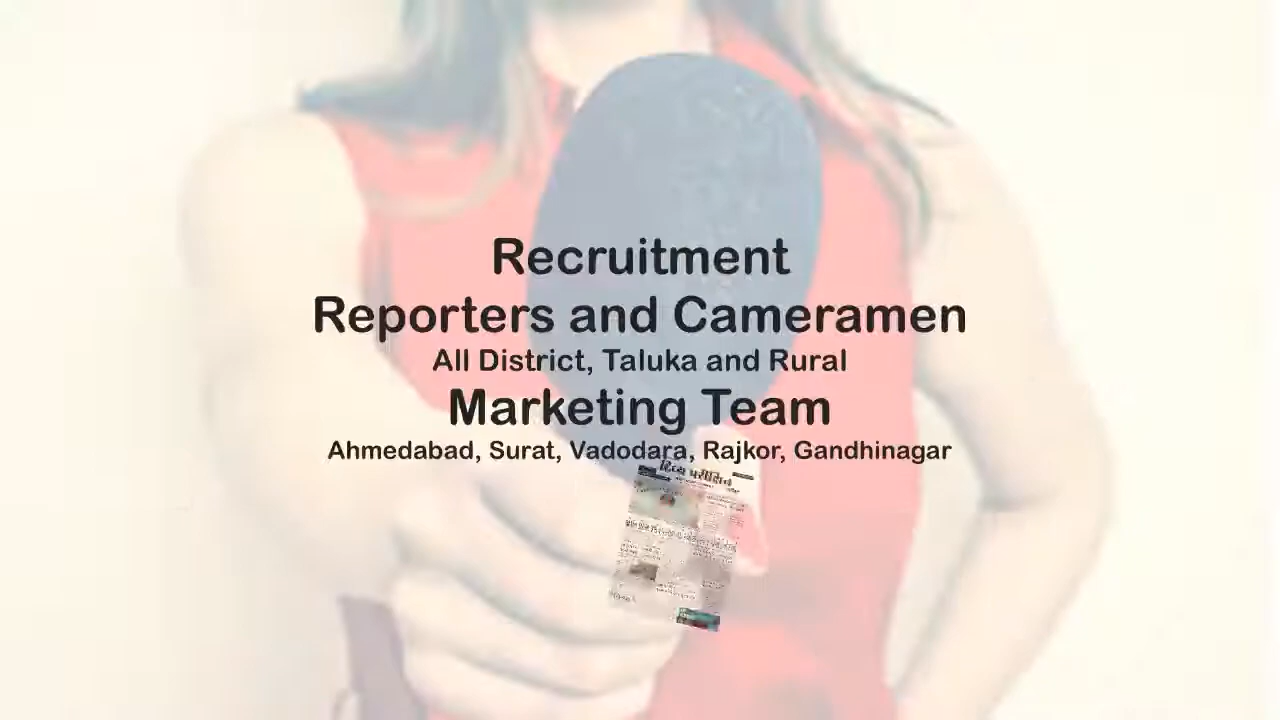 Recruitment
Reporters and Cameramen
All District, Taluka and Rural
Marketing Team
Ahmedabad, Surat, Vadodara, Rajkor, Gandhinagar